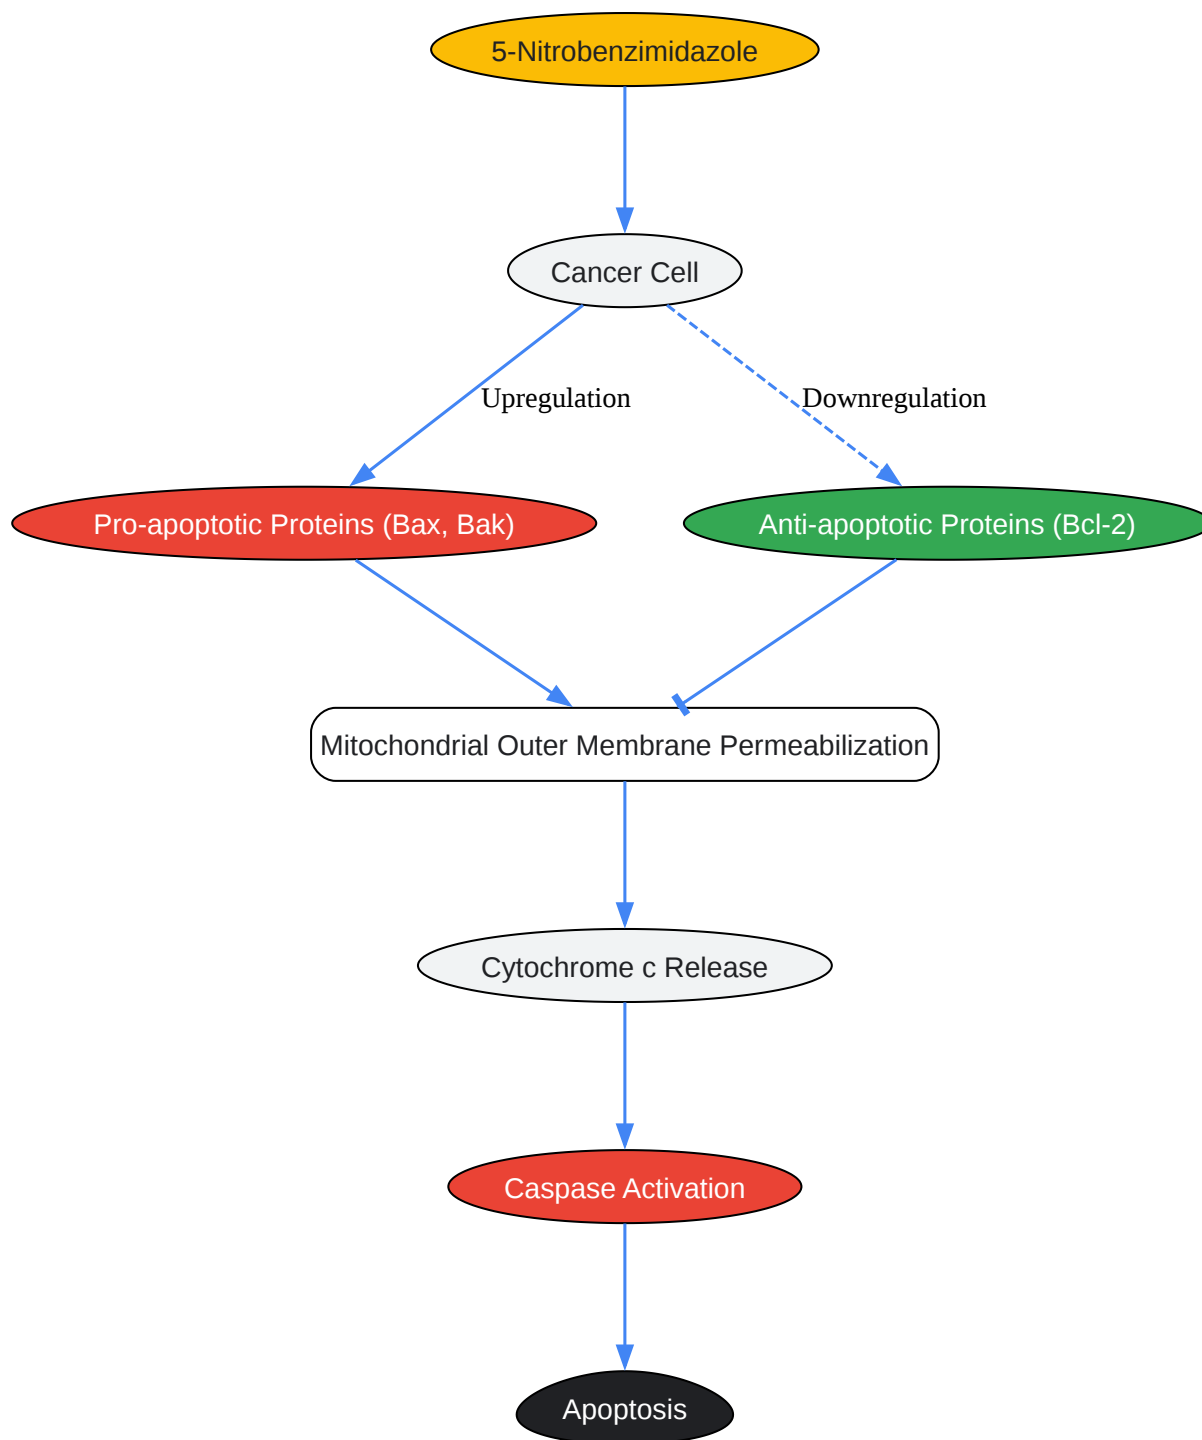 5-Nitrobenzimidazole
Cancer Cell
Upregulation
Downregulation
Pro-apoptotic Proteins (Bax, Bak)
Anti-apoptotic Proteins (Bcl-2)
Mitochondrial Outer Membrane Permeabilization
Cytochrome c Release
Caspase Activation
Apoptosis